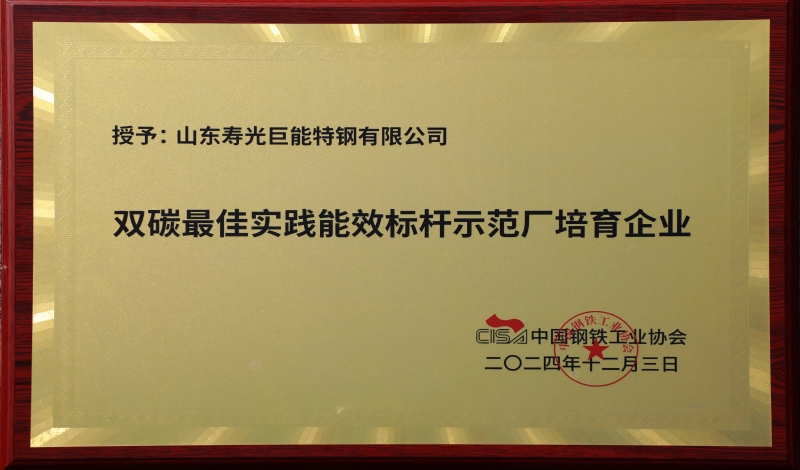 授予：山东寿光巨能特钢有限公司
双碳最佳实践能效标杆示范厂培育企业
CISA 中国钢铁工业协会
二〇二四年十二月三日